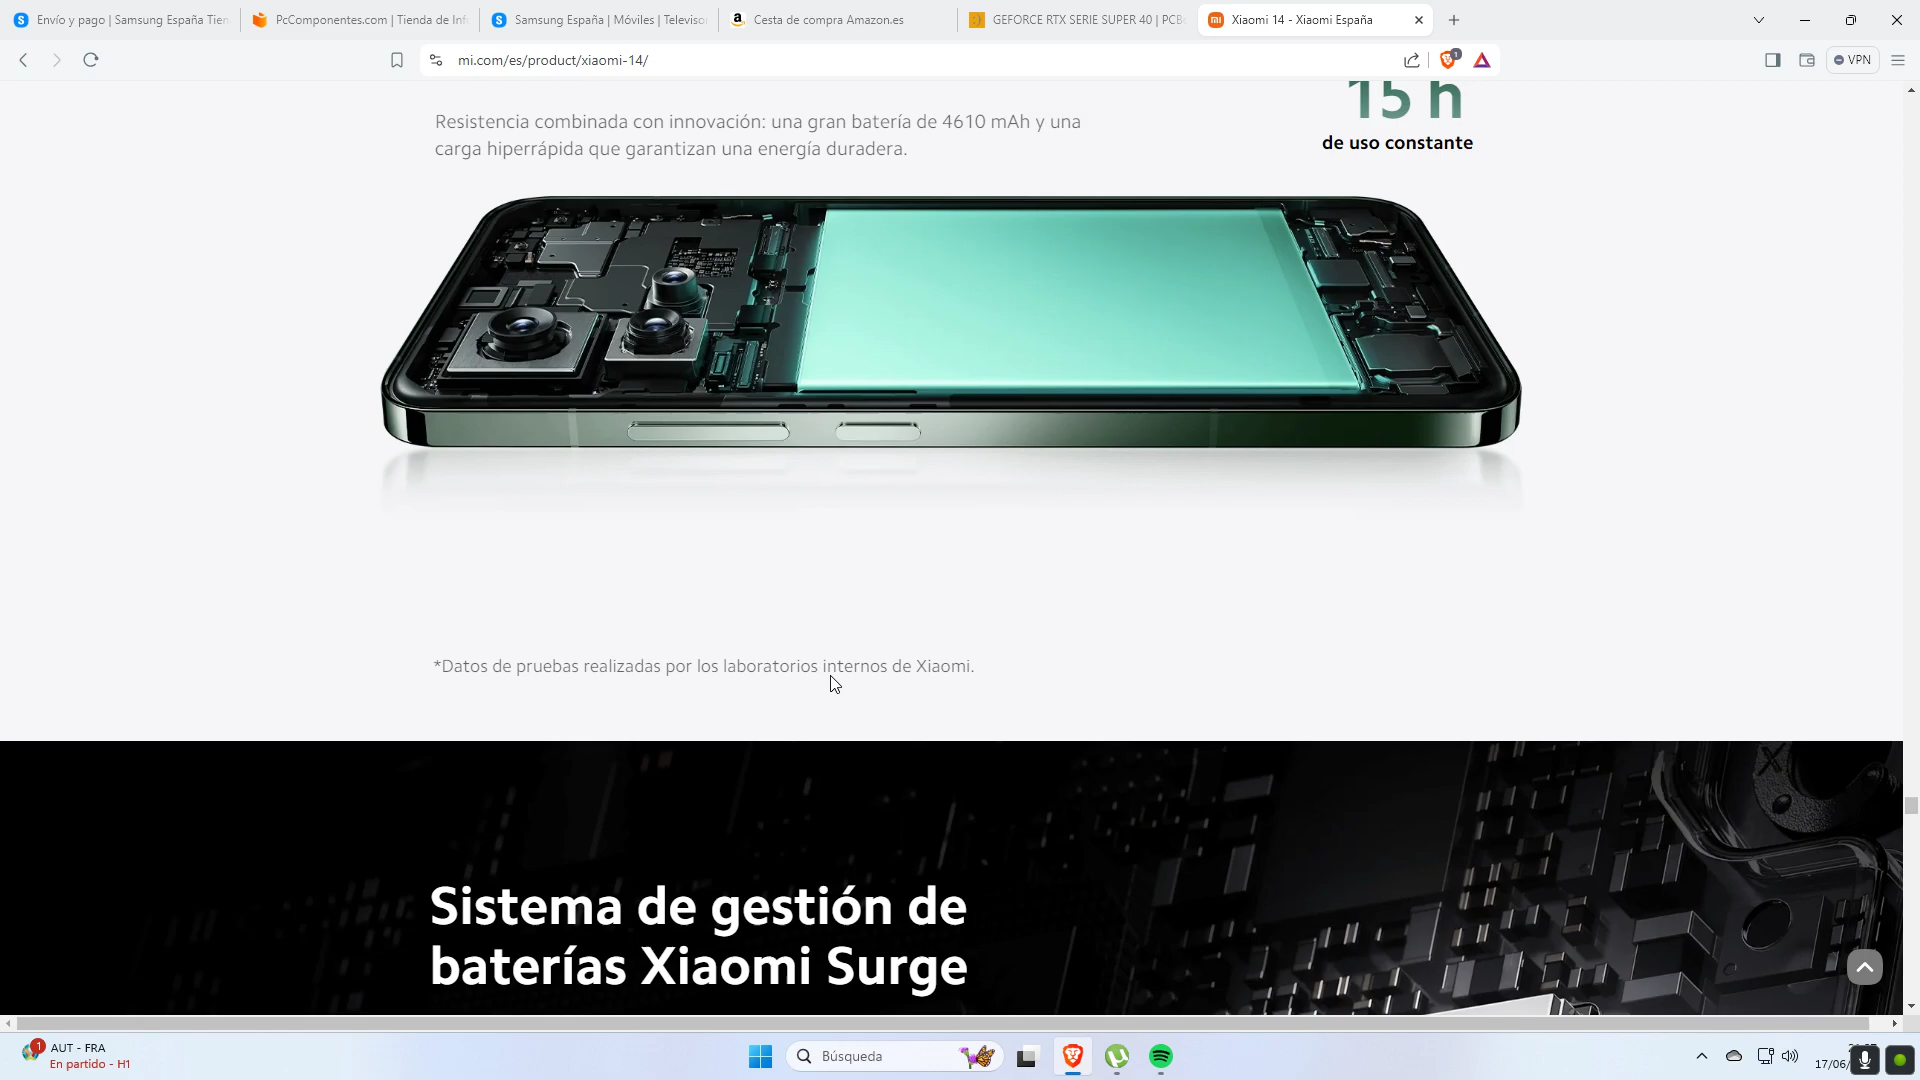 Envío y pago | Samsung España Tien
PcComponentes.com | Tienda de Inf
Samsung España | Móviles | Televiso
Cesta de compra Amazon.es
GEFORCE RTX SERIE SUPER 40 | PCB
Xiaomi 14 - Xiaomi España
mi.com/es/product/xiaomi-14/
1
VPN
15 h
de uso constante
Resistencia combinada con innovación: una gran batería de 4610 mAh y una
carga hiperrápida que garantizan una energía duradera.
*Datos de pruebas realizadas por los laboratorios internos de Xiaomi.
Sistema de gestión de
baterías Xiaomi Surge
1
AUT - FRA
En partido - H1
Búsqueda
17/06/